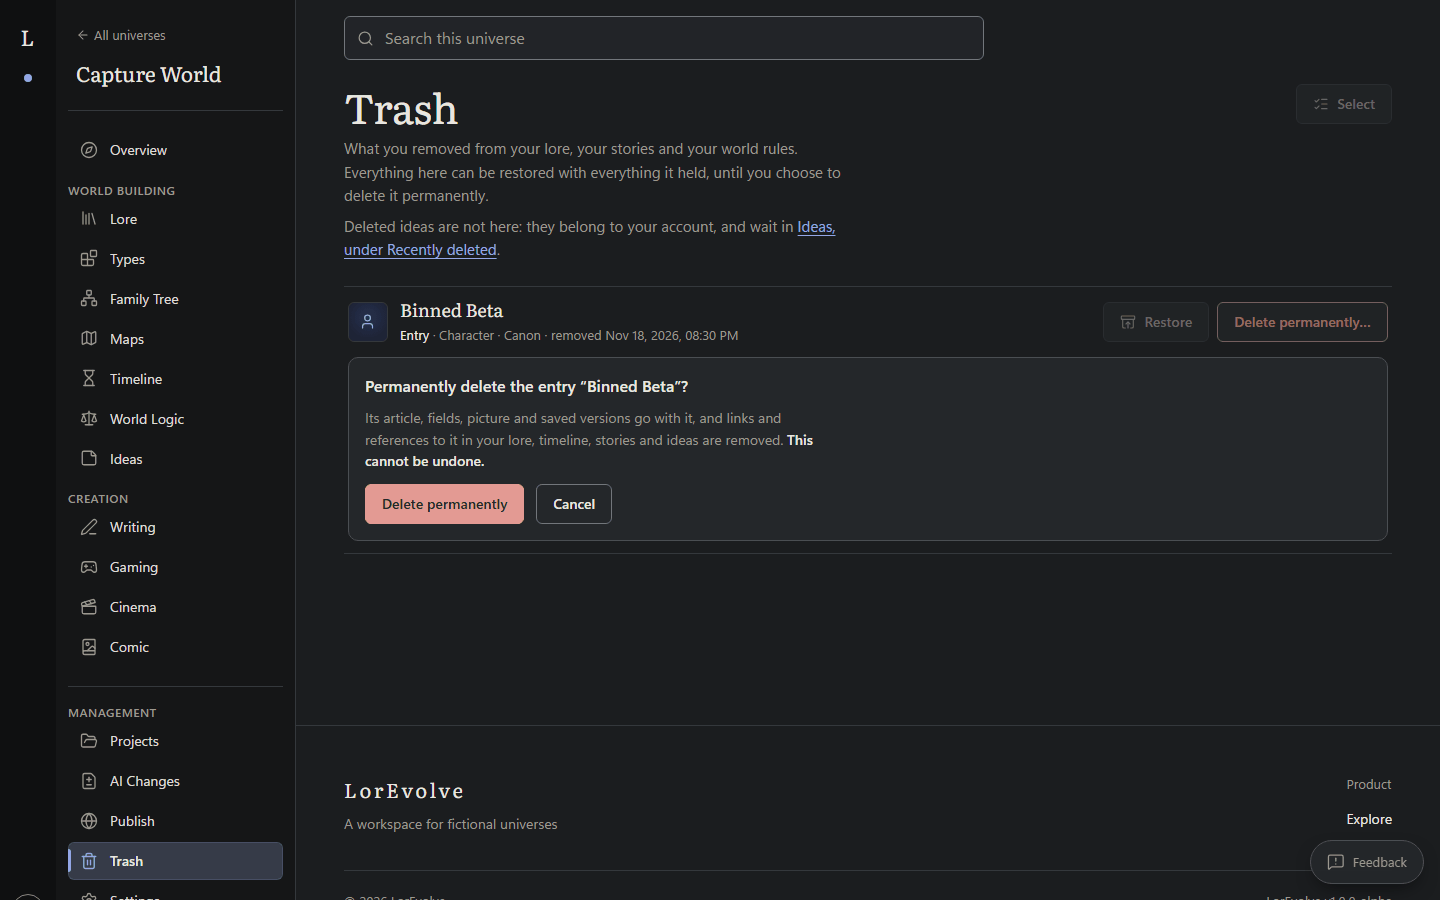 L
All universes
Capture World
Overview
WORLD BUILDING
Lore
Types
Family Tree
Maps
Timeline
World Logic
Ideas
CREATION
Writing
Gaming
Cinema
Comic
MANAGEMENT
Projects
AI Changes
Publish
Trash
Settings
Search this universe
Trash
Select
What you removed from your lore, your stories and your world rules.
Everything here can be restored with everything it held, until you choose to
delete it permanently.
Deleted ideas are not here: they belong to your account, and wait in Ideas,
under Recently deleted.
Binned Beta
Entry · Character · Canon · removed Nov 18, 2026, 08:30 PM
Restore
Delete permanently...
Permanently delete the entry “Binned Beta”?
Its article, fields, picture and saved versions go with it, and links and
references to it in your lore, timeline, stories and ideas are removed. This
cannot be undone.
Delete permanently
Cancel
LorEvolve
A workspace for fictional universes
Product
Explore
Feedback
© 2026 LorEvolve